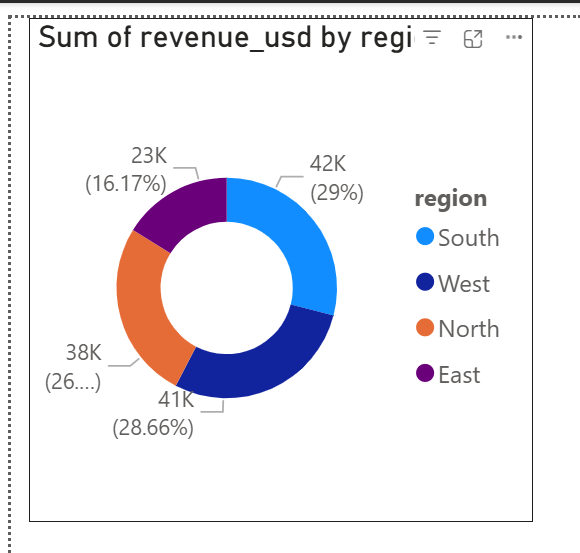 Sum of revenue_usd by regi
23K
(16.17%)
42K
(29%)
38K
(26....)
41K
(28.66%)
region
South
West
North
East